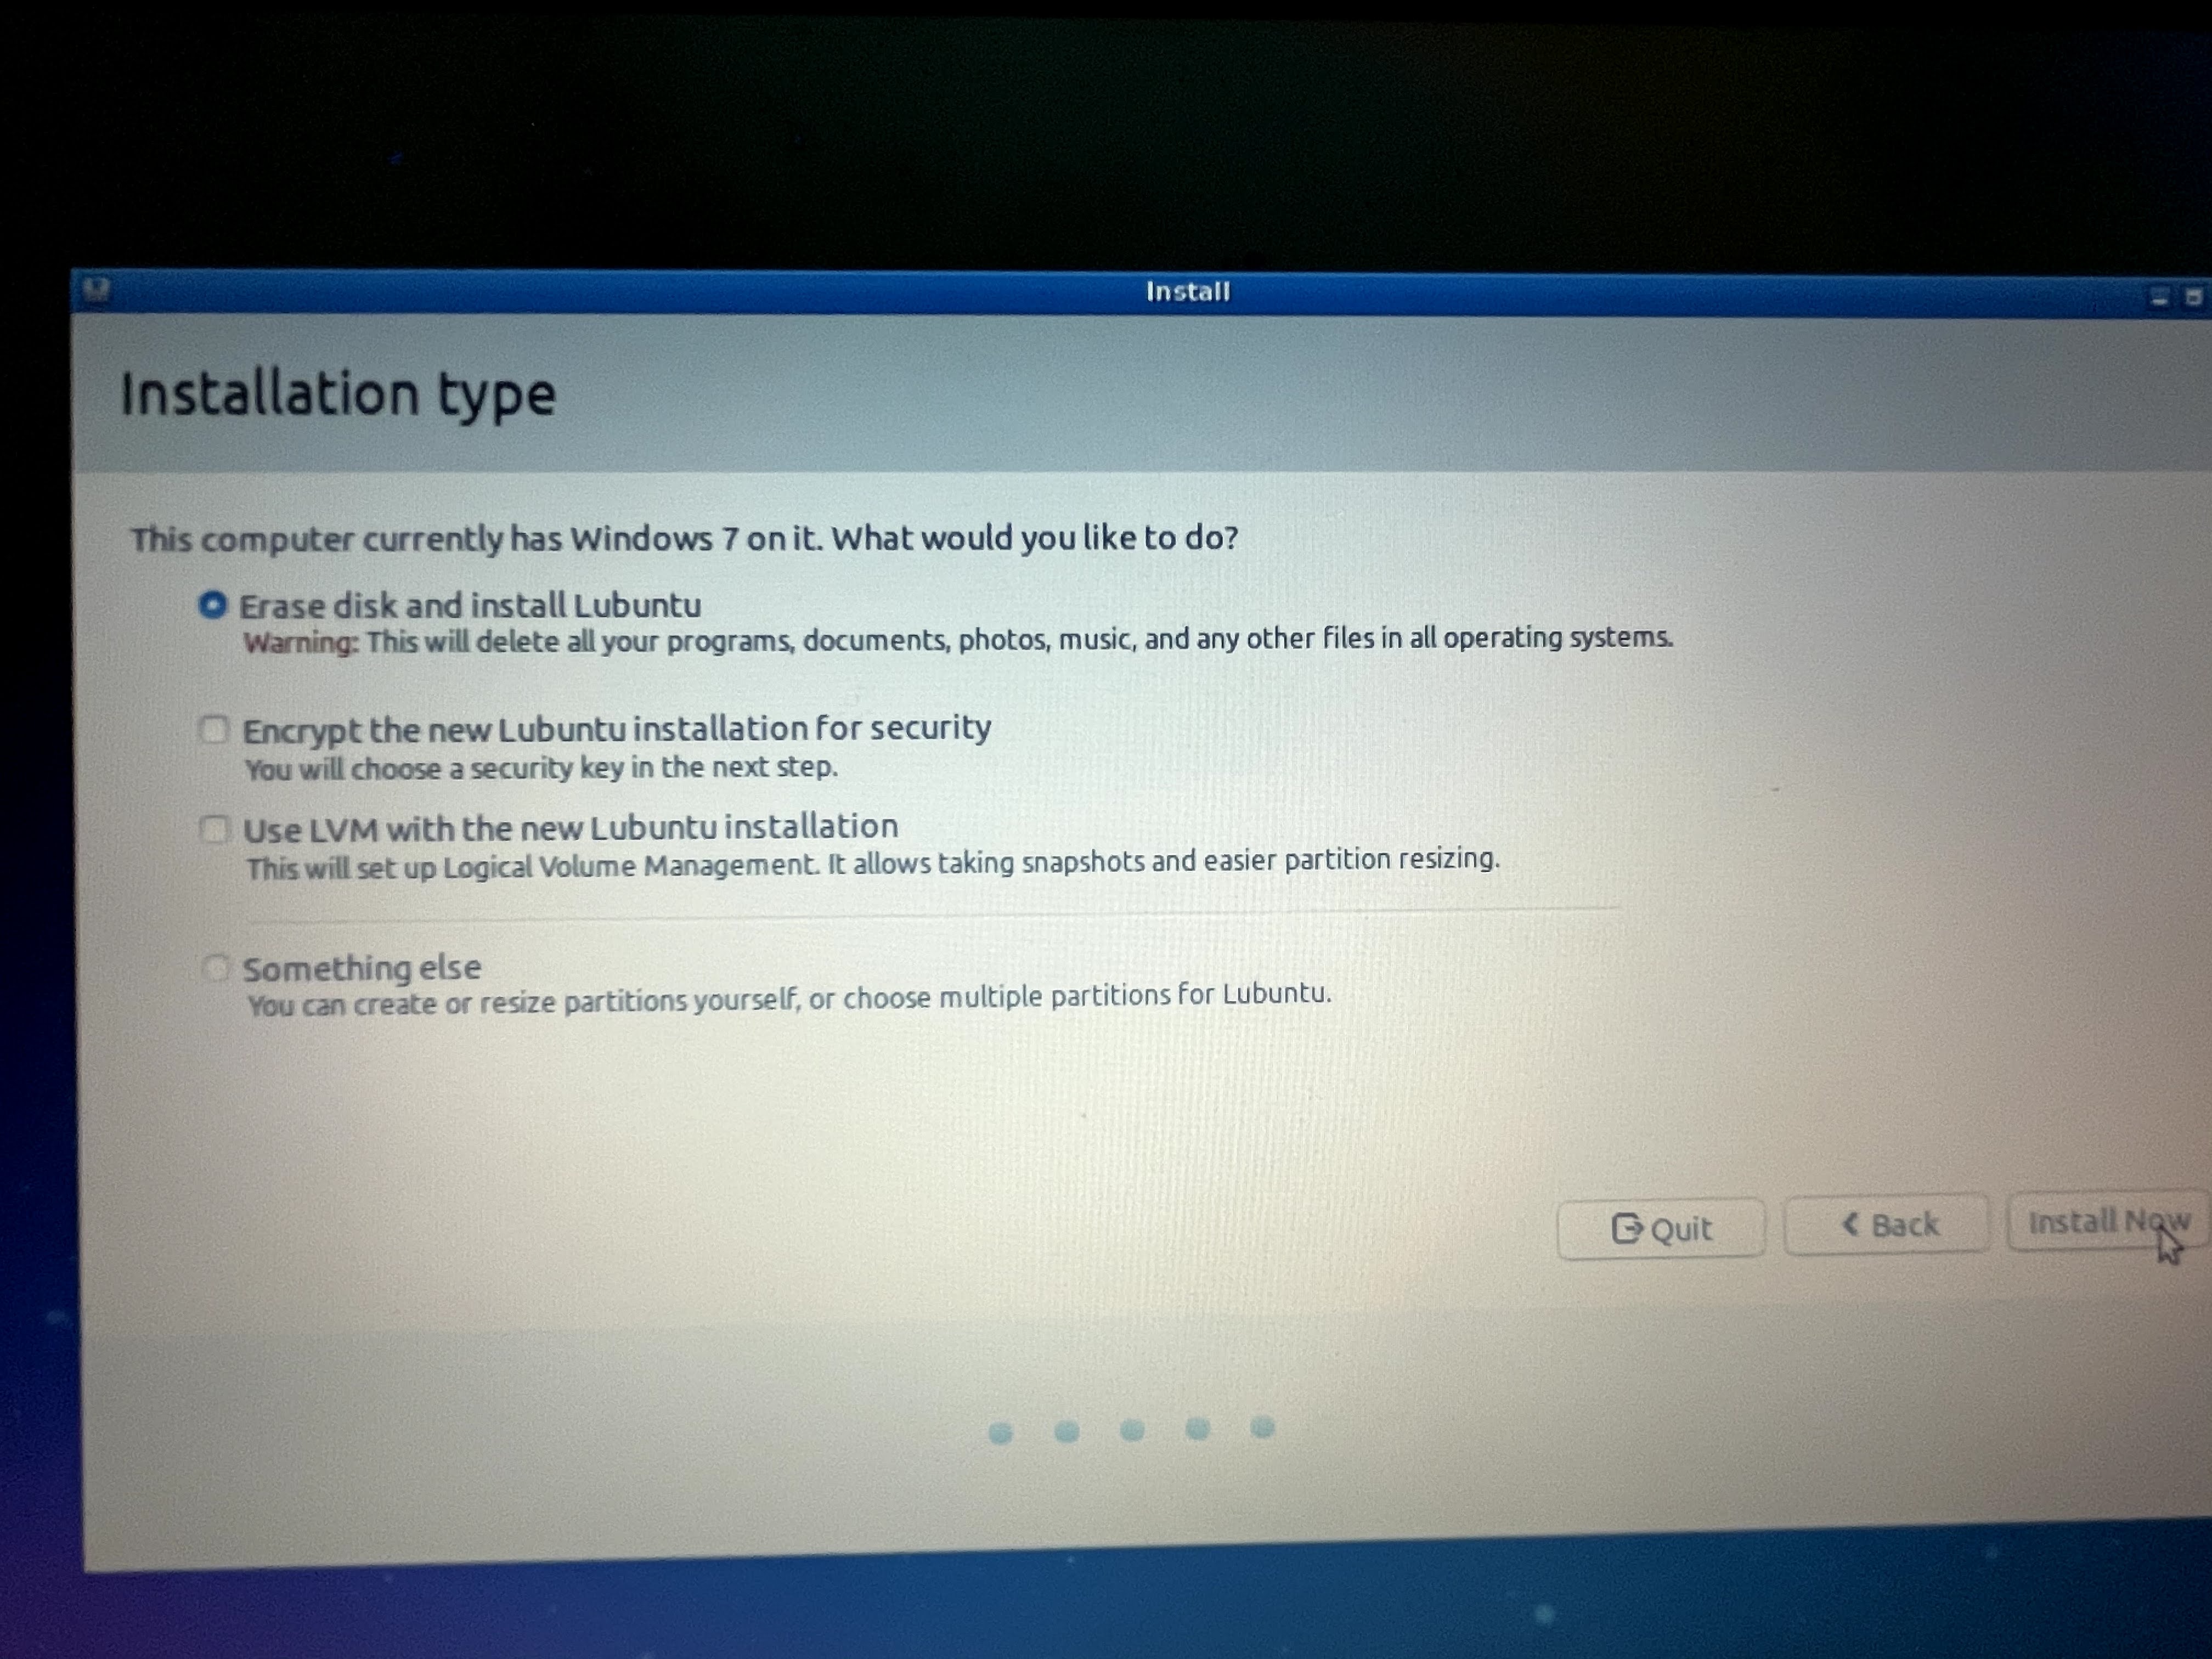 Install
Installation type
This computer currently has Windows 7 on it. What would you like to do?
Erase disk and install Lubuntu
Warning: This will delete all your programs, documents, photos, music, and any other files in all operating systems.
Encrypt the new Lubuntu installation for security
You will choose a security key in the next step.
Use LVM with the new Lubuntu installation
This will set up Logical Volume Management. It allows taking snapshots and easier partition resizing.
Something else
You can create or resize partitions yourself, or choose multiple partitions for Lubuntu.
Quit
Back
Install Now